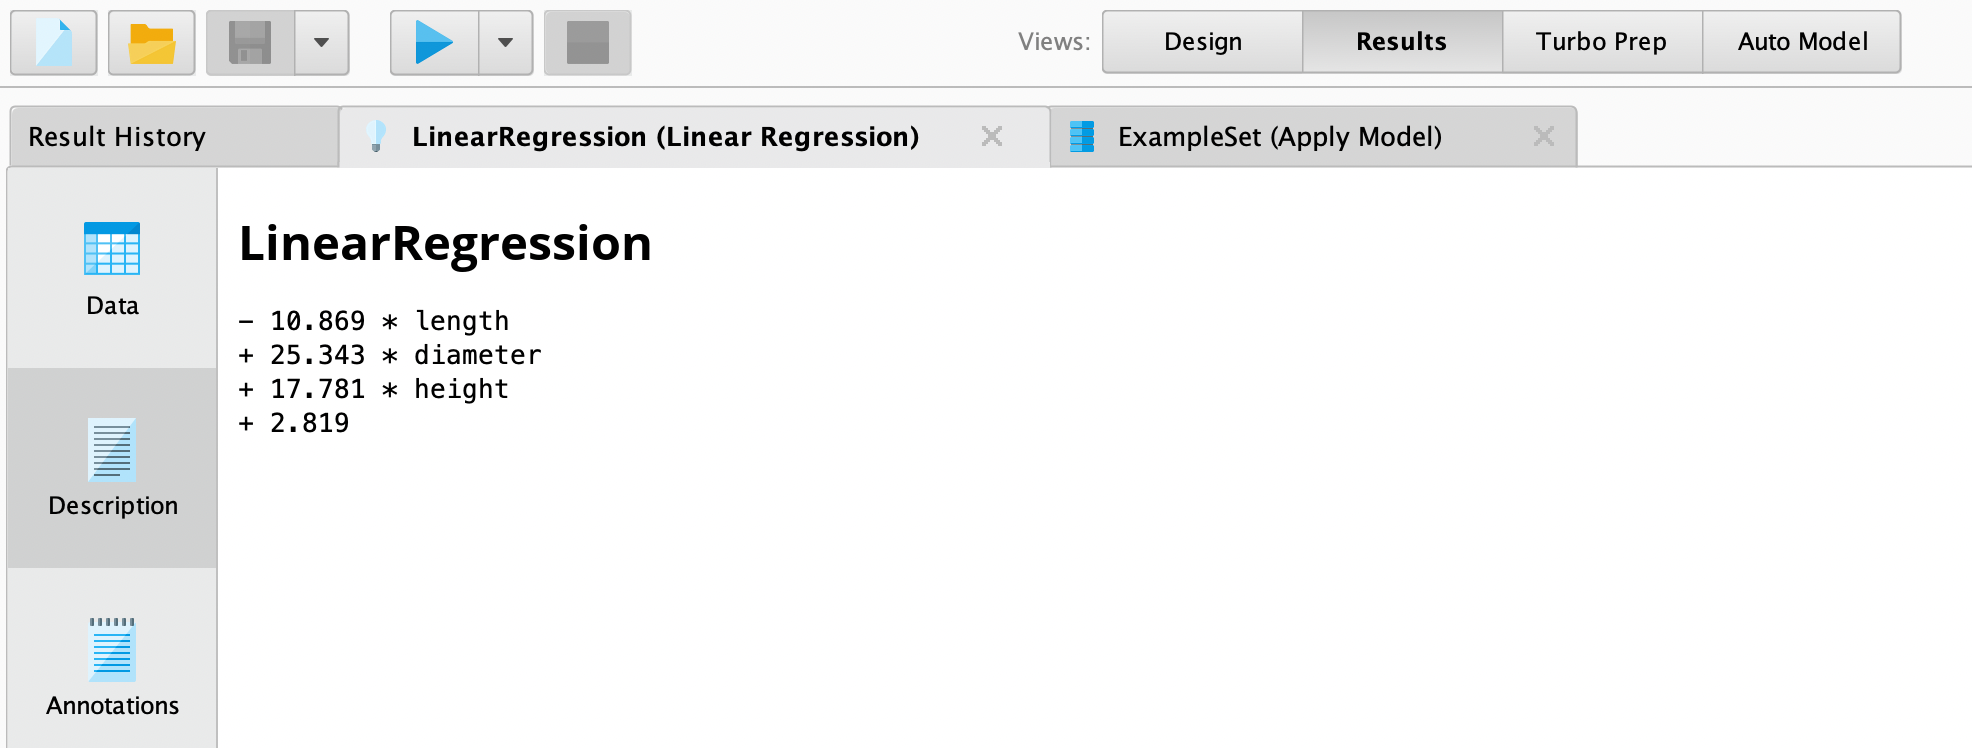 Views: Design Results Turbo Prep Auto Model
Result History LinearRegression (Linear Regression) ExampleSet (Apply Model)
Data
Description
Annotations
LinearRegression
- 10.869 * length
+ 25.343 * diameter
+ 17.781 * height
+ 2.819